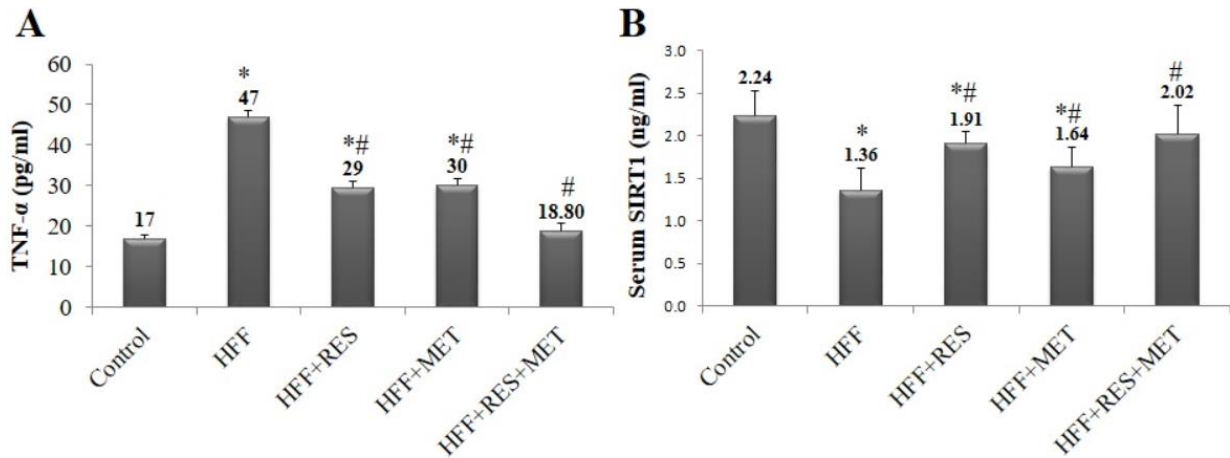 A
TNF-α (pg/ml)
60
50
40
30
20
10
0
17
*
47
*#
29
*#
30
#
18.80
Control
HFF
HFF+RES
HFF+MET
HFF+RES+MET
B
Serum SIRT1 (ng/ml)
3.0
2.5
2.0
1.5
1.0
0.5
0.0
2.24
*
1.36
*#
1.91
*#
1.64
#
2.02
Control
HFF
HFF+RES
HFF+MET
HFF+RES+MET